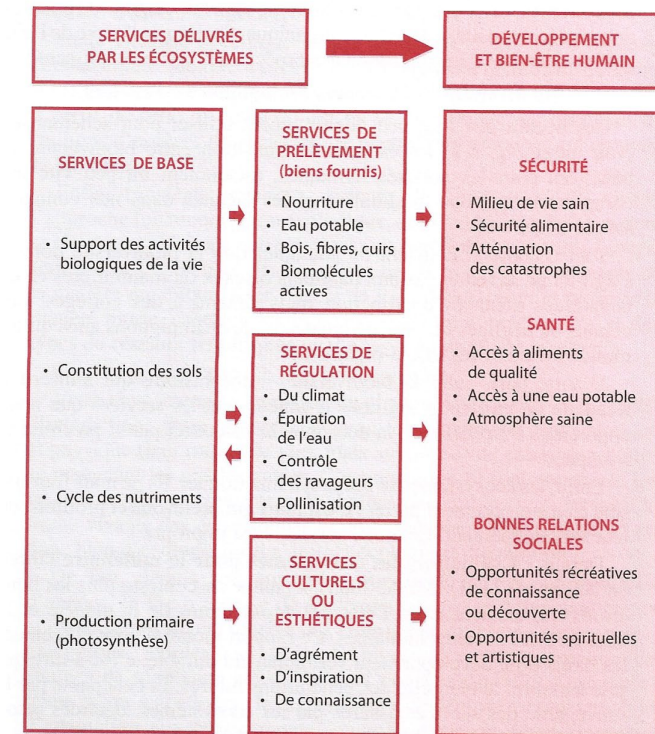 SERVICES DÉLIVRÉS
PAR LES ÉCOSYSTÈMES
DÉVELOPPEMENT
ET BIEN-ÊTRE HUMAIN
SERVICES DE BASE
• Support des activités
biologiques de la vie
• Constitution des sols
• Cycle des nutriments
• Production primaire
(photosynthèse)
SERVICES DE
PRÉLÈVEMENT
(biens fournis)
• Nourriture
• Eau potable
• Bois, fibres, cuirs
• Biomolécules
actives
SERVICES DE
RÉGULATION
• Du climat
• Épuration
de l'eau
• Contrôle
des ravageurs
• Pollinisation
SERVICES
CULTURELS
OU
ESTHÉTIQUES
• D'agrément
• D'inspiration
• De connaissance
SÉCURITÉ
• Milieu de vie sain
• Sécurité alimentaire
• Atténuation
des catastrophes
SANTÉ
• Accès à aliments
de qualité
• Accès à une eau potable
• Atmosphère saine
BONNES RELATIONS
SOCIALES
• Opportunités récréatives
de connaissance
ou découverte
• Opportunités spirituelles
et artistiques